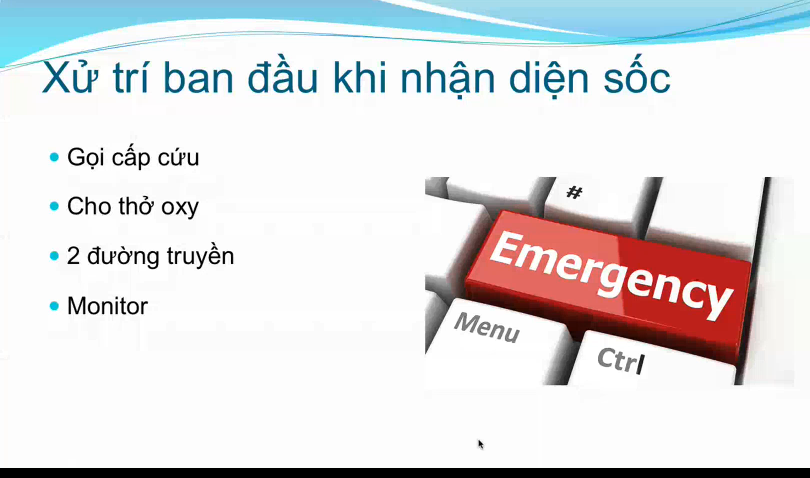 Xử trí ban đầu khi nhận diện sốc
Gọi cấp cứu
Cho thở oxy
2 đường truyền
Monitor
#
Emergency
Menu
Ctrl